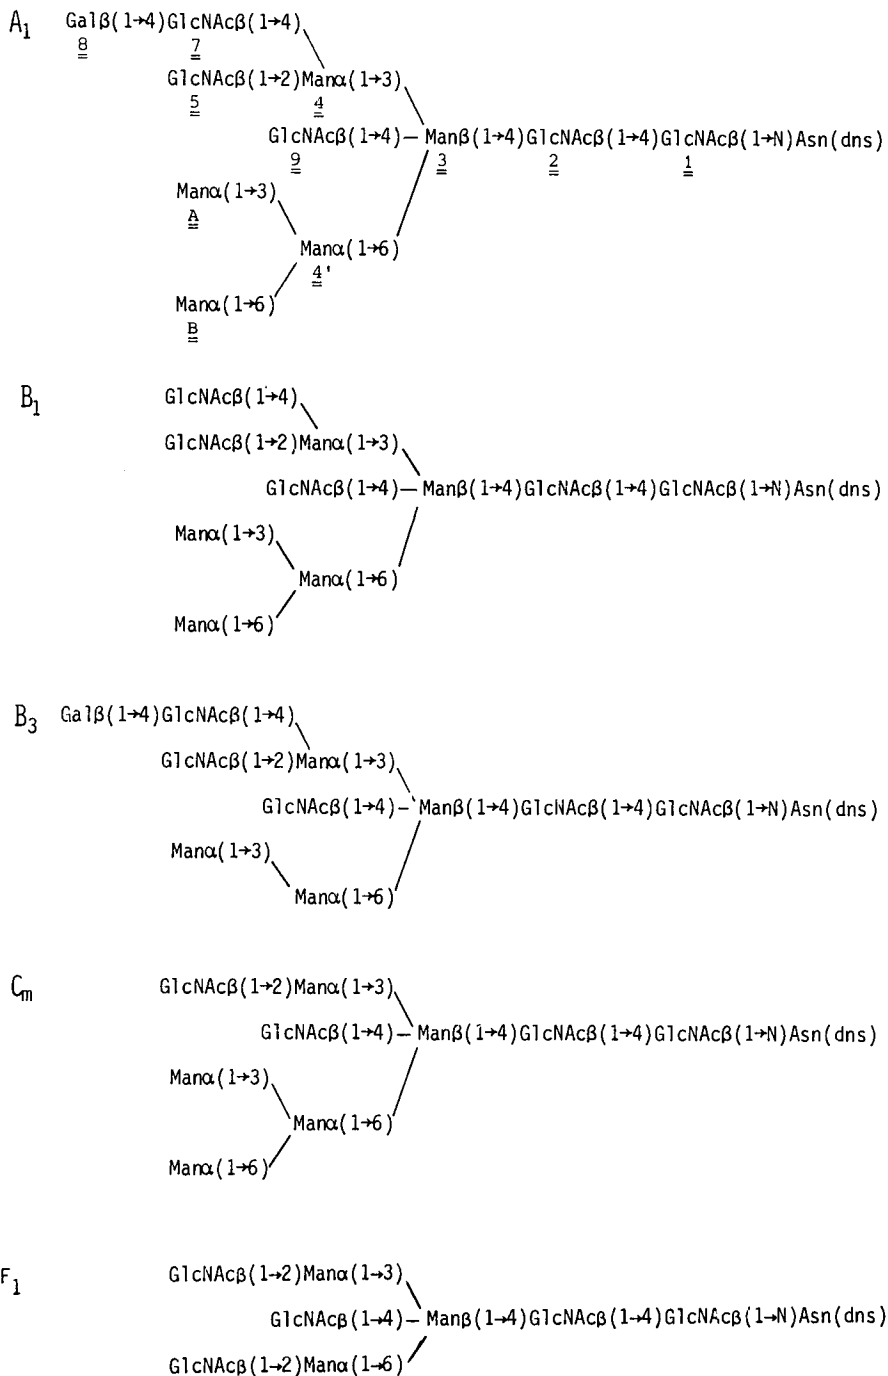 A1 Galβ(1→4)GlcNAcβ(1→4)
8 7
GlcNAcβ(1→2)Manα(1→3)
5 4
GlcNAcβ(1→4)–Manβ(1→4)GlcNAcβ(1→4)GlcNAcβ(1→N)Asn(dns)
9 3 2 1
Manα(1→3)
A
Manα(1→6)
4'
Manα(1→6)
B
B1 GlcNAcβ(1→4)
GlcNAcβ(1→2)Manα(1→3)
GlcNAcβ(1→4)–Manβ(1→4)GlcNAcβ(1→4)GlcNAcβ(1→N)Asn(dns)
Manα(1→3)
Manα(1→6)
Manα(1→6)
B3 Galβ(1→4)GlcNAcβ(1→4)
GlcNAcβ(1→2)Manα(1→3)
GlcNAcβ(1→4)–Manβ(1→4)GlcNAcβ(1→4)GlcNAcβ(1→N)Asn(dns)
Manα(1→3)
Manα(1→6)
Cm GlcNAcβ(1→2)Manα(1→3)
GlcNAcβ(1→4)–Manβ(1→4)GlcNAcβ(1→4)GlcNAcβ(1→N)Asn(dns)
Manα(1→3)
Manα(1→6)
Manα(1→6)
F1 GlcNAcβ(1→2)Manα(1→3)
GlcNAcβ(1→4)–Manβ(1→4)GlcNAcβ(1→4)GlcNAcβ(1→N)Asn(dns)
GlcNAcβ(1→2)Manα(1→6)